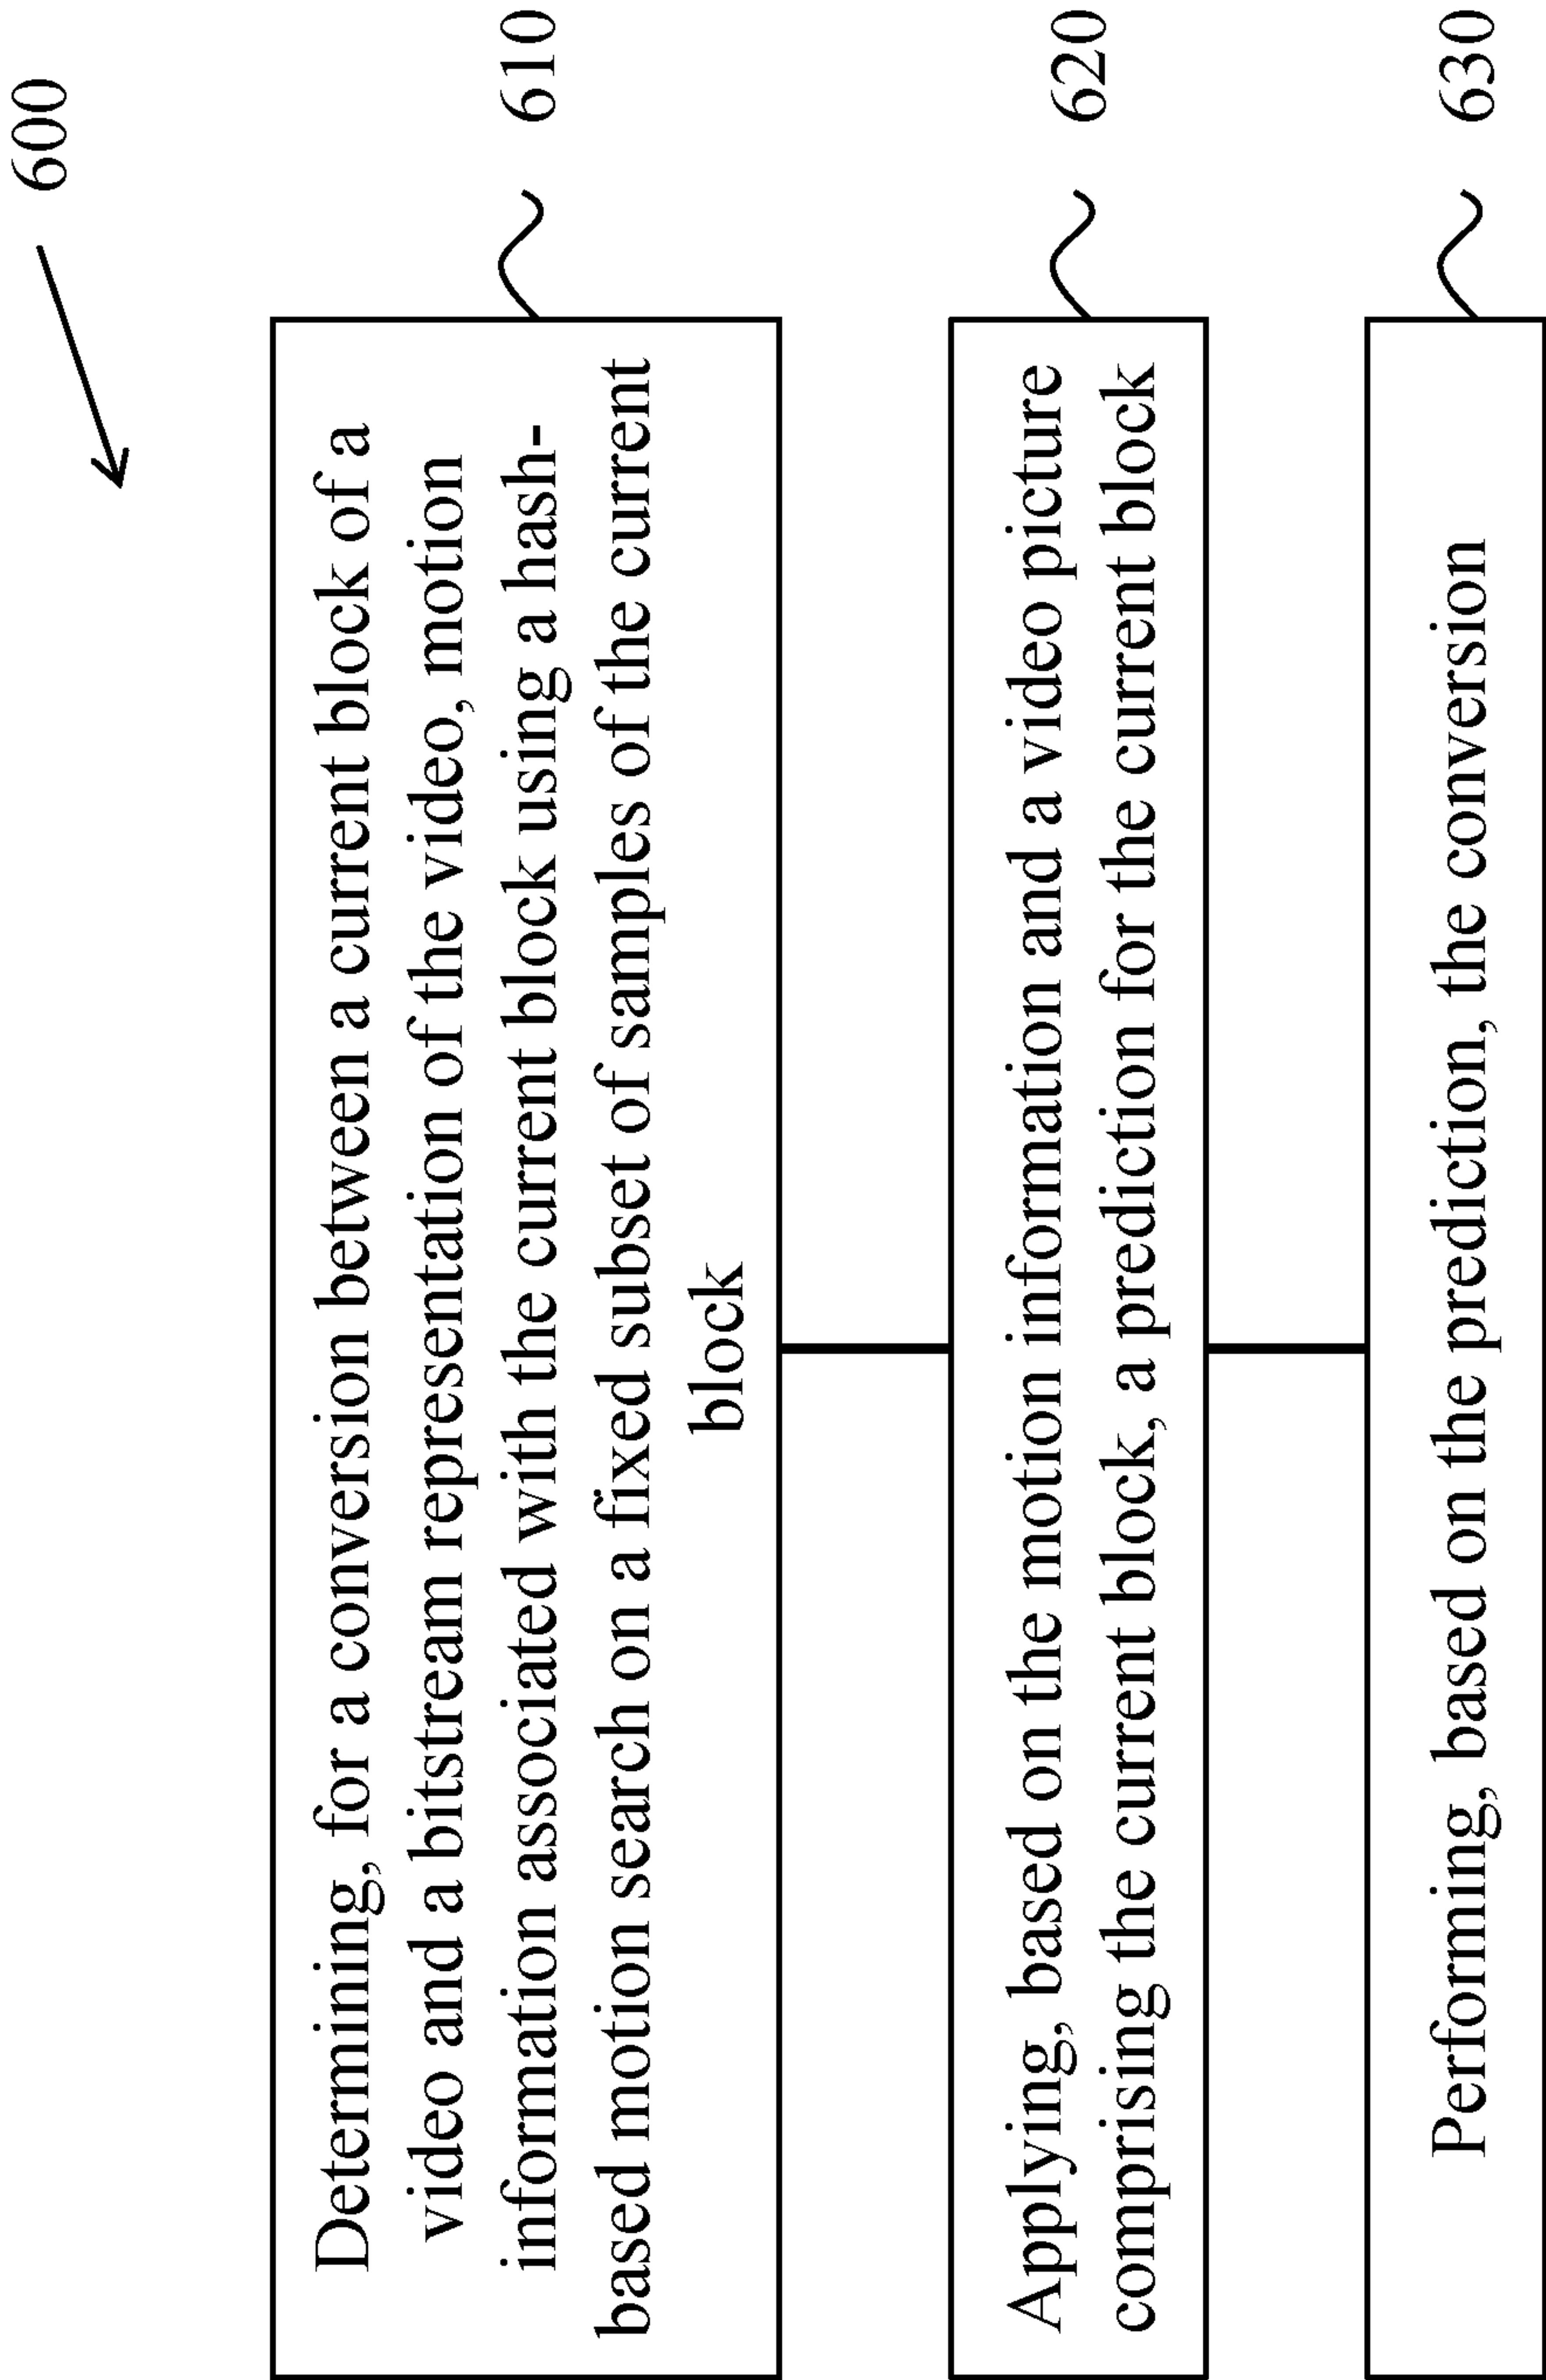 600
Determining, for a conversion between a current block of a
video and a bitstream representation of the video, motion
information associated with the current block using a hash-
based motion search on a fixed subset of samples of the current
block
610
Applying, based on the motion information and a video picture
comprising the current block, a prediction for the current block
620
Performing, based on the prediction, the conversion
630